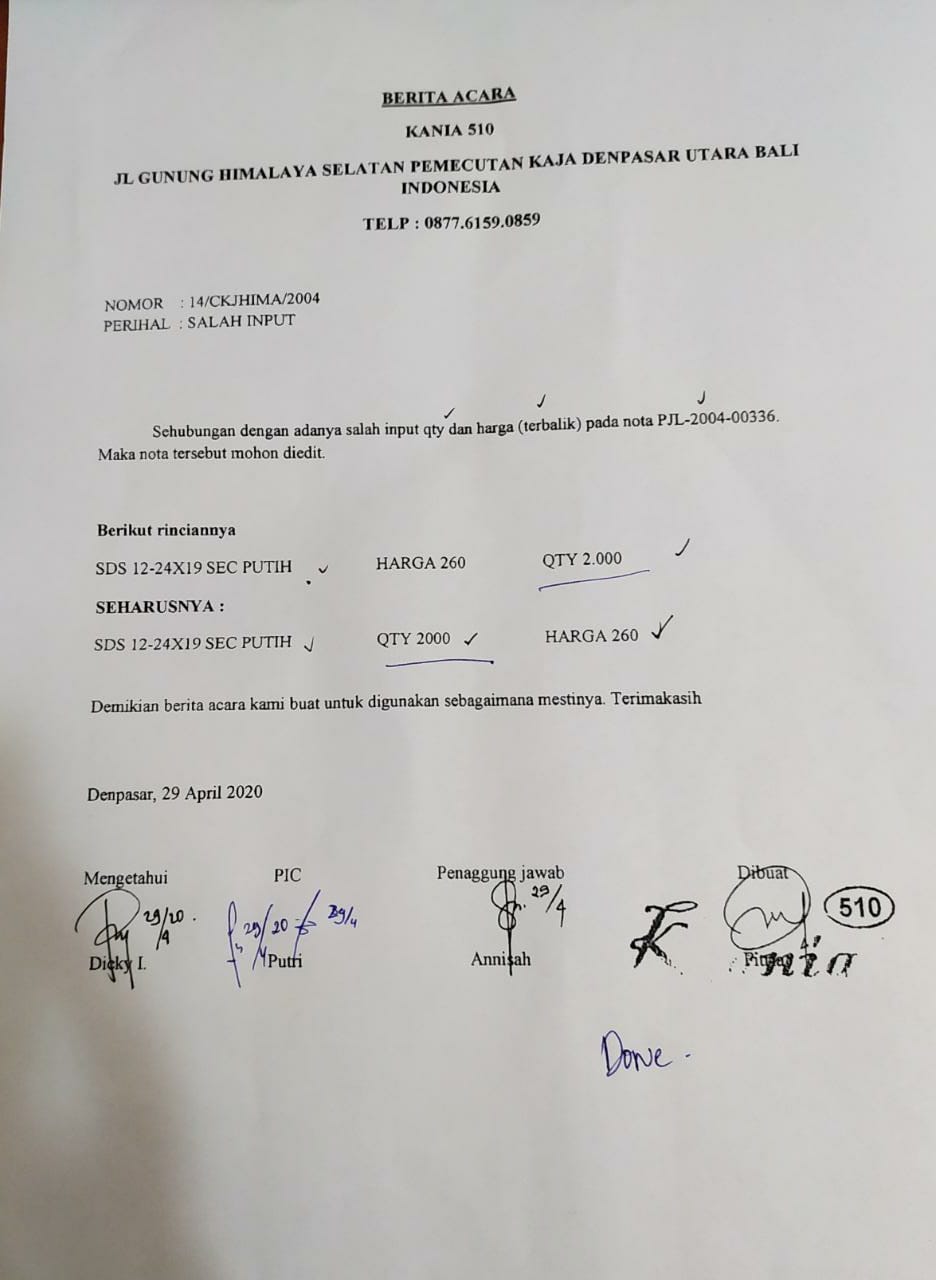 BERITA ACARA
KANIA 510
JL GUNUNG HIMALAYA SELATAN PEMECUTAN KAJA DENPASAR UTARA BALI
INDONESIA
TELP : 0877.6159.0859
NOMOR : 14/CKJHIMA/2004
PERIHAL : SALAH INPUT
Sehubungan dengan adanya salah input qty dan harga (terbalik) pada nota PJL-2004-00336.
Maka nota tersebut mohon diedit.
Berikut rinciannya
SDS 12-24X19 SEC PUTIH HARGA 260 QTY 2.000
SEHARUSNYA :
SDS 12-24X19 SEC PUTIH QTY 2000 HARGA 260
Demikian berita acara kami buat untuk digunakan sebagaimana mestinya. Terimakasih
Denpasar, 29 April 2020
Mengetahui PIC Penaggung jawab Dibuat
29/4 20. 29/4 20 29/4 29/4 510
Dicky I. Putri Annisah
Done.